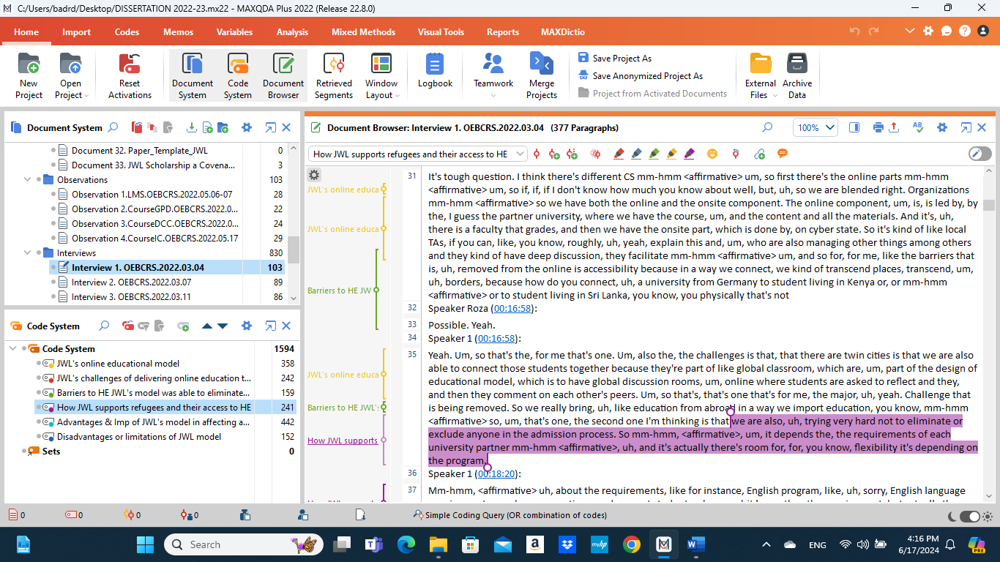 C:/Users/badrd/Desktop/DISSERTATION 2022-23.mx22 - MAXQDA Plus 2022 (Release 22.8.0)
Home Import Codes Memos Variables Analysis Mixed Methods Visual Tools Reports MAXDictio
New Project
Open Project
Reset Activations
Document System
Code System
Document Browser
Retrieved Segments
Window Layout
Logbook
Teamwork
Merge Projects
Save Project As
Save Anonymized Project As
Project from Activated Documents
External Files
Archive Data
Document System
Document 32. Paper_Template_JWL 0
Document 33. JWL Scholarship a Covena... 3
Observations 103
Observation 1.LMS.OEBCRS.2022.05.06-07 28
Observation 2.CourseGPD.OEBCRS.2022.0... 22
Observation 3.CourseDCC.OEBCRS.2022.0... 24
Observation 4.CourseIC.OEBCRS.2022.05.17 29
Interviews 830
Interview 1. OEBCRS.2022.03.04 103
Interview 2. OEBCRS.2022.03.07 89
Interview 3. OEBCRS.2022.03.11 86
Code System
Code System 1594
JWL's online educational model 358
JWL's challenges of delivering online education t... 242
Barriers to HE JWL's model was able to eliminate... 159
How JWL supports refugees and their access to HE 241
Advantages & Imp of JWL's model in affecting a... 442
Disadvantages or limitations of JWL model 152
Sets 0
Document Browser: Interview 1. OEBCRS.2022.03.04 (377 Paragraphs)
100%
How JWL supports refugees and their access to HE
JWL's online educa
JWL's online educa
Barriers to HE JW
JWL's online educa
Barriers to HE JWL'
How JWL supports
31 It's tough question. I think there's different CS mm-hmm <affirmative> um, so first there's the online parts mm-hmm
<affirmative> um, so if, if, if I don't know how much you know about well, but, uh, so we are blended right. Organizations
mm-hmm <affirmative> so we have both the online and the onsite component. The online component, um, is, is led by, by
the, I guess the partner university, where we have the course, um, and the content and all the materials. And it's, uh,
there is a faculty that grades, and then we have the onsite part, which is done by, on cyber state. So it's kind of like local
TAs, if you can, like, you know, roughly, uh, yeah, explain this and, um, who are also managing other things among others
and they kind of have deep discussion, they facilitate mm-hmm <affirmative> um, and so for, for me, like the barriers that
is, uh, removed from the online is accessibility because in a way we connect, we kind of transcend places, transcend, um,
uh, borders, because how do you connect, uh, a university from Germany to student living in Kenya or, or mm-hmm
<affirmative> or to student living in Sri Lanka, you know, you physically that's not
32 Speaker Roza (00:16:58):
33 Possible. Yeah.
34 Speaker 1 (00:16:58):
35 Yeah. Um, so that's the, for me that's one. Um, also the, the challenges is that, that there are twin cities is that we are also
able to connect those students together because they're part of like global classroom, which are, um, part of the design of
educational model, which is to have global discussion rooms, um, online where students are asked to reflect and they,
and then they comment on each other's peers. Um, so that's, that's one that's for me, the major, uh, yeah. Challenge that
is being removed. So we really bring, uh, like education from abroad in a way we import education, you know, mm-hmm
<affirmative> so, um, that's one, the second one I'm thinking is that we are also, uh, trying very hard not to eliminate or
exclude anyone in the admission process. So mm-hmm, <affirmative>, um, it depends the, the requirements of each
university partner mm-hmm <affirmative>, uh, and it's actually there's room for, for, you know, flexibility it's depending on
the program.
36 Speaker 1 (00:18:20):
37 Mm-hmm, <affirmative> uh, about the requirements, like for instance, English program, like, uh, sorry, English language
0 0 0 0
Simple Coding Query (OR combination of codes)
Search
ENG
4:16 PM
6/17/2024
PRE